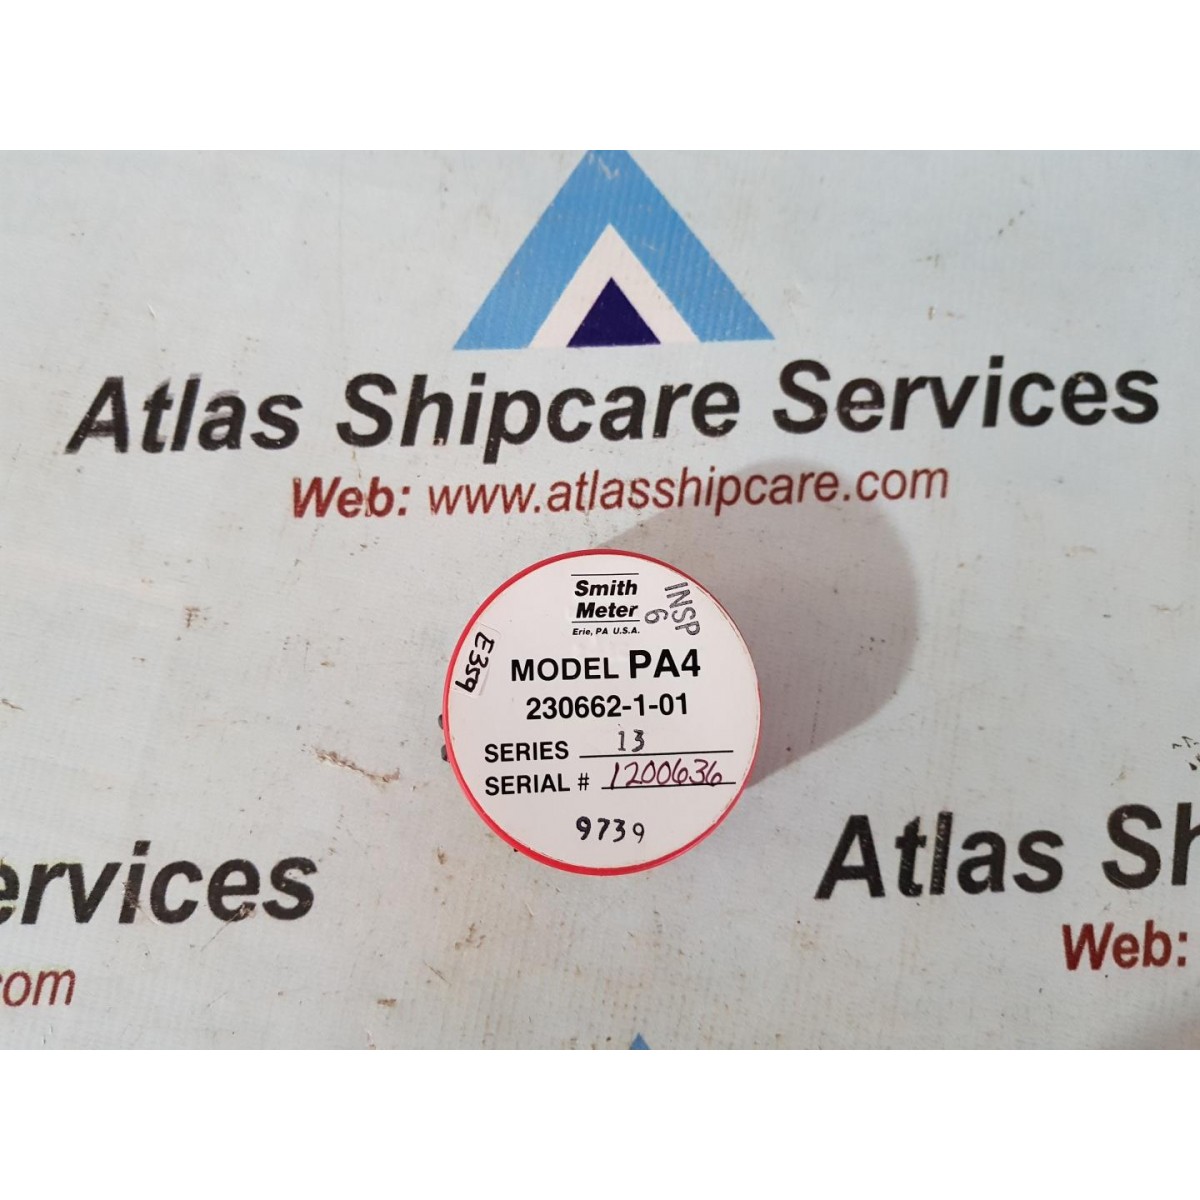 Atlas Shipcare Services
Web: www.atlasshipcare.com
Smith
Meter
Erie, PA U.S.A.
INSP
6
E359
MODEL PA4
230662-1-01
SERIES 13
SERIAL # 1200636
9739
ervices
com
Atlas Sh
Web: